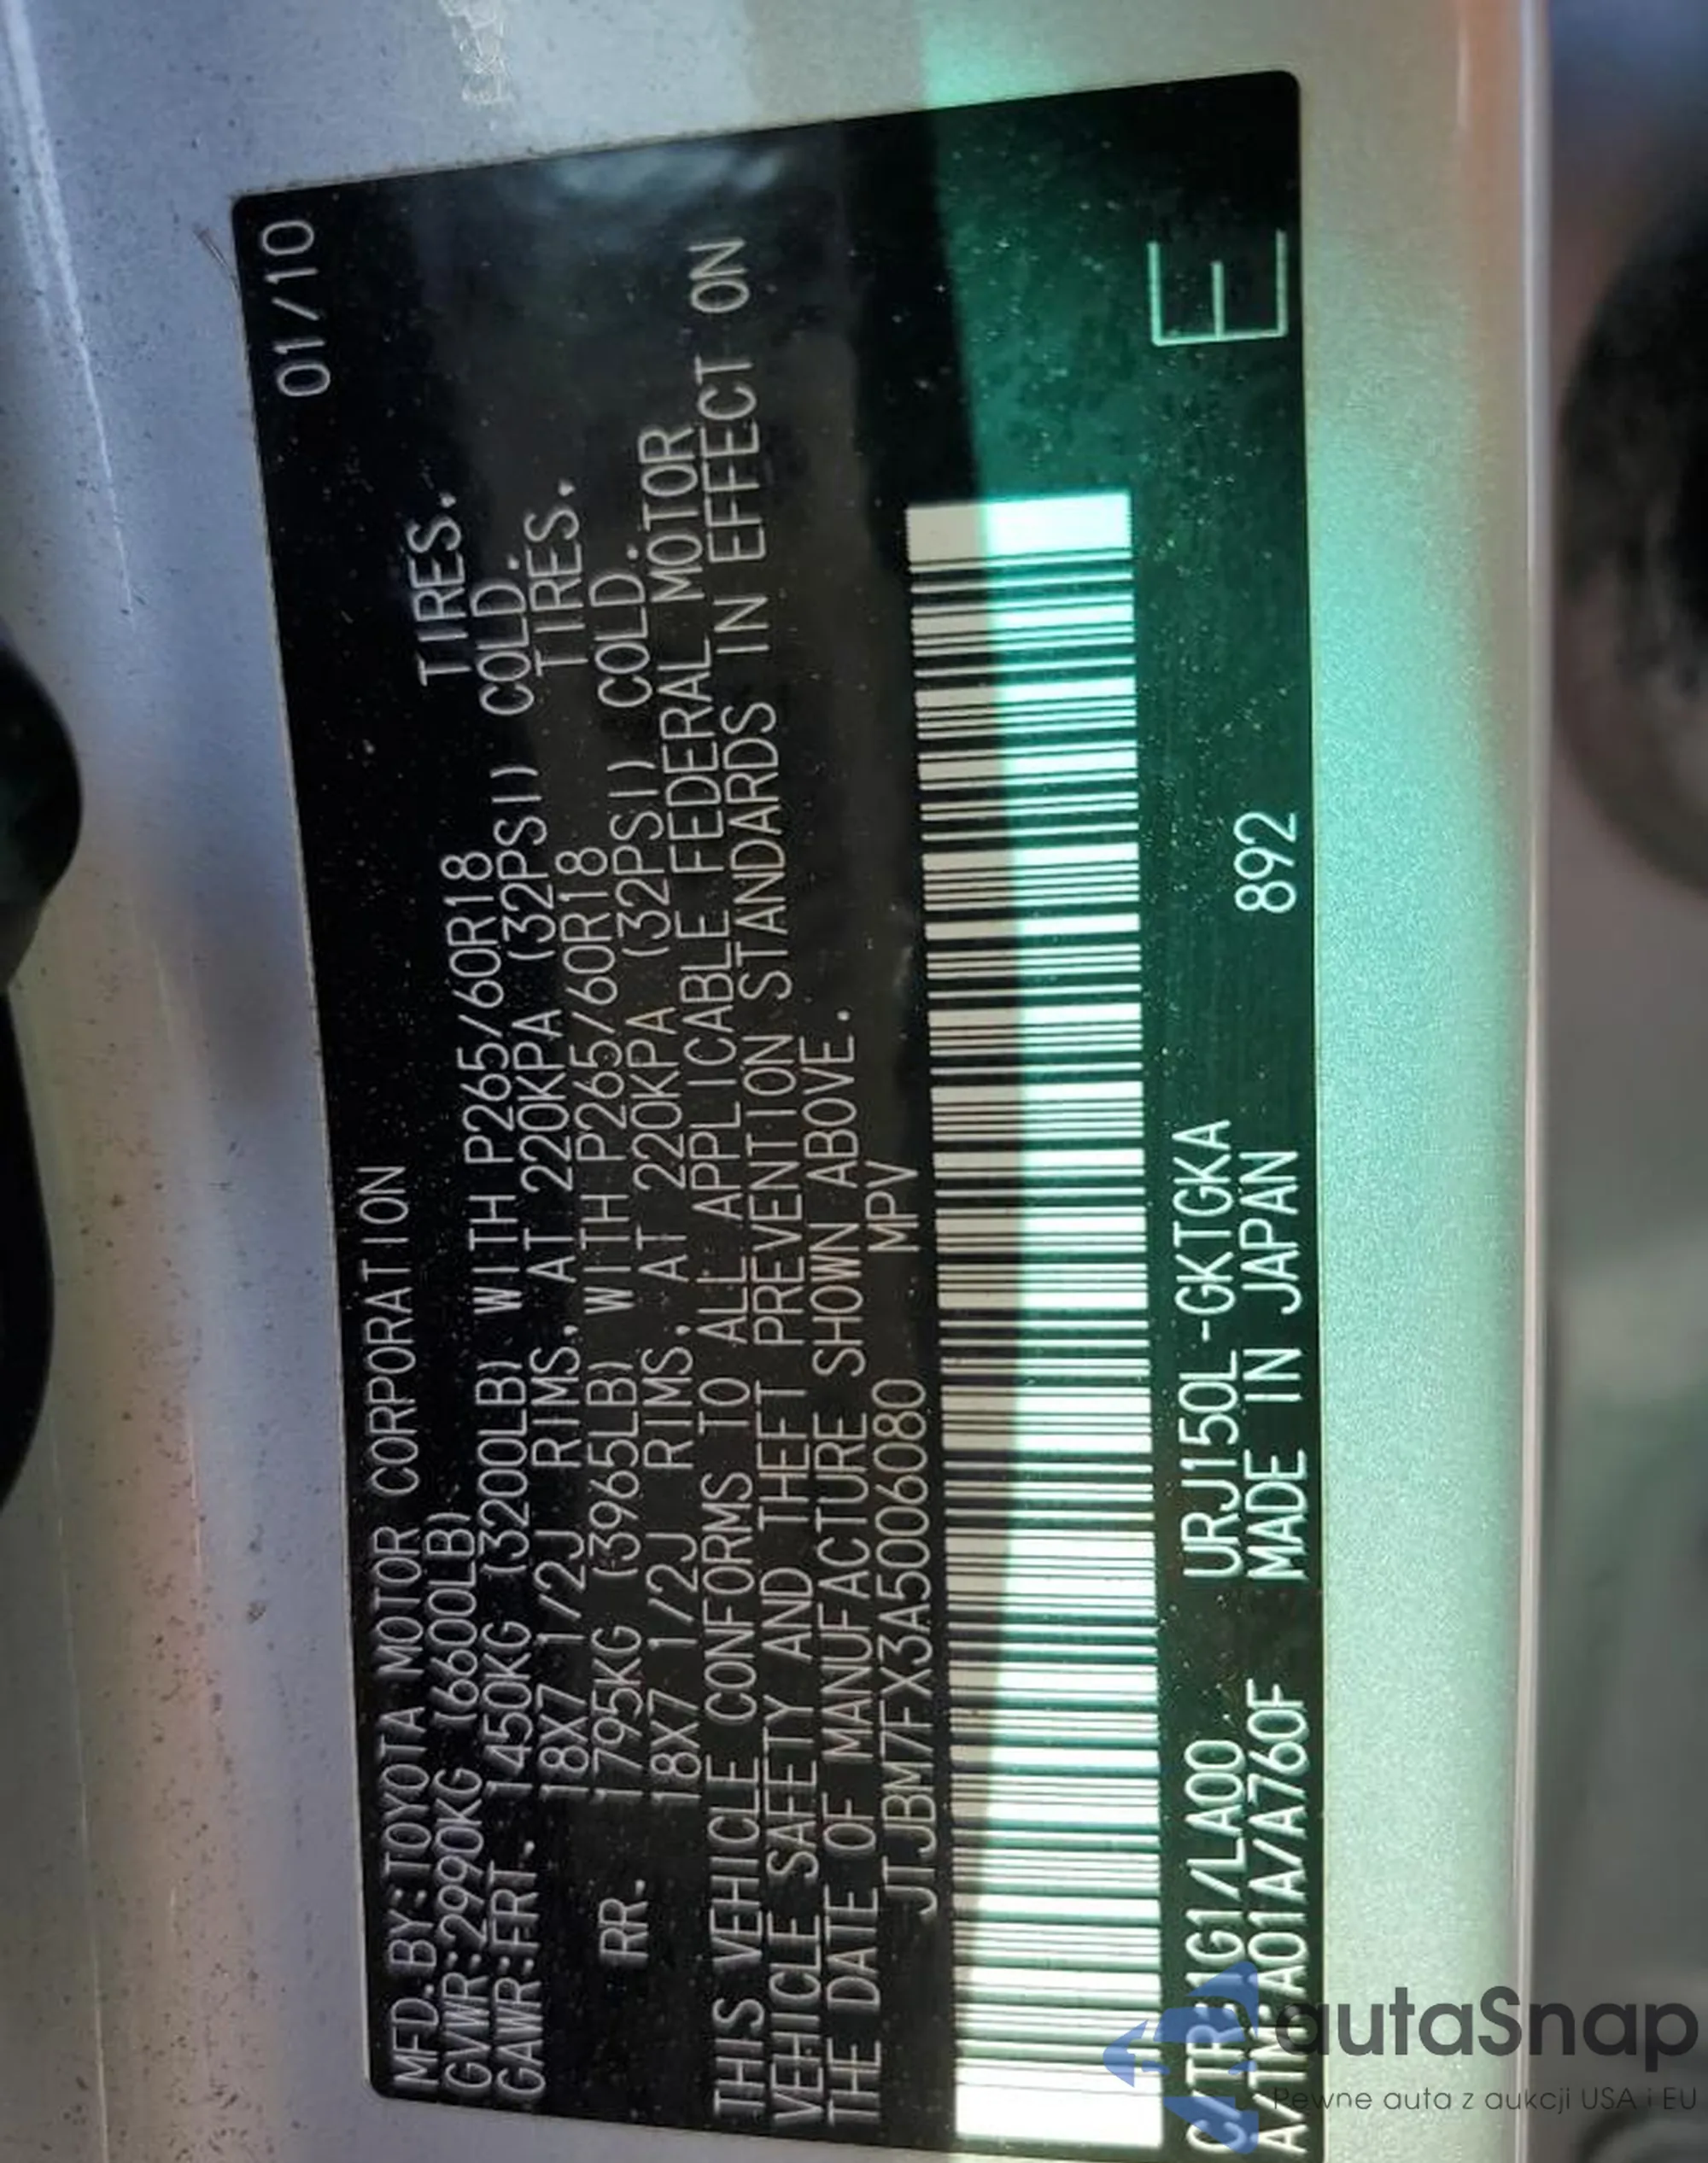 MFD.BY:TOYOTA MOTOR CORPORATION 01/10
GVWR:2990KG (6600LB)
GAWR:FRT. 1450KG (3200LB) WITH P265/60R18 TIRES.
18X7 1/2J RIMS, AT 220KPA (32PSI) COLD.
RR. 1795KG (3965LB) WITH P265/60R18 TIRES.
18X7 1/2J RIMS, AT 220KPA (32PSI) COLD.
THIS VEHICLE CONFORMS TO ALL APPLICABLE FEDERAL MOTOR
VEHICLE SAFETY AND THEFT PREVENTION STANDARDS IN EFFECT ON
THE DATE OF MANUFACTURE SHOWN ABOVE.
JTJBM7FX3A5006080 MPV
C/TR:1G1/LA00 URJ150L-GKTGKA
A/TM:A01A/A760F MADE IN JAPAN 892
E
autaSnap
Pewne auta z aukcji USA i EU